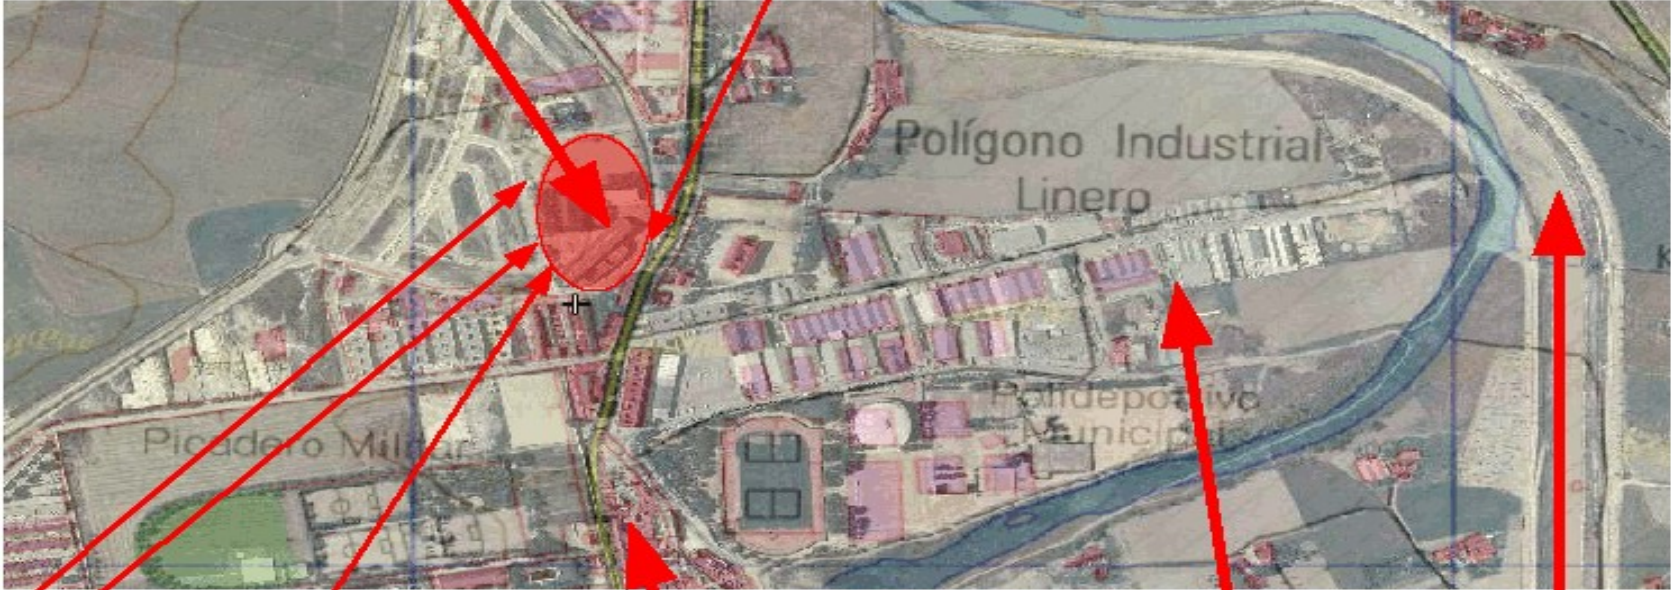 Polígono Industrial
Linero
Polideportivo
Municipal
Picadero Militar